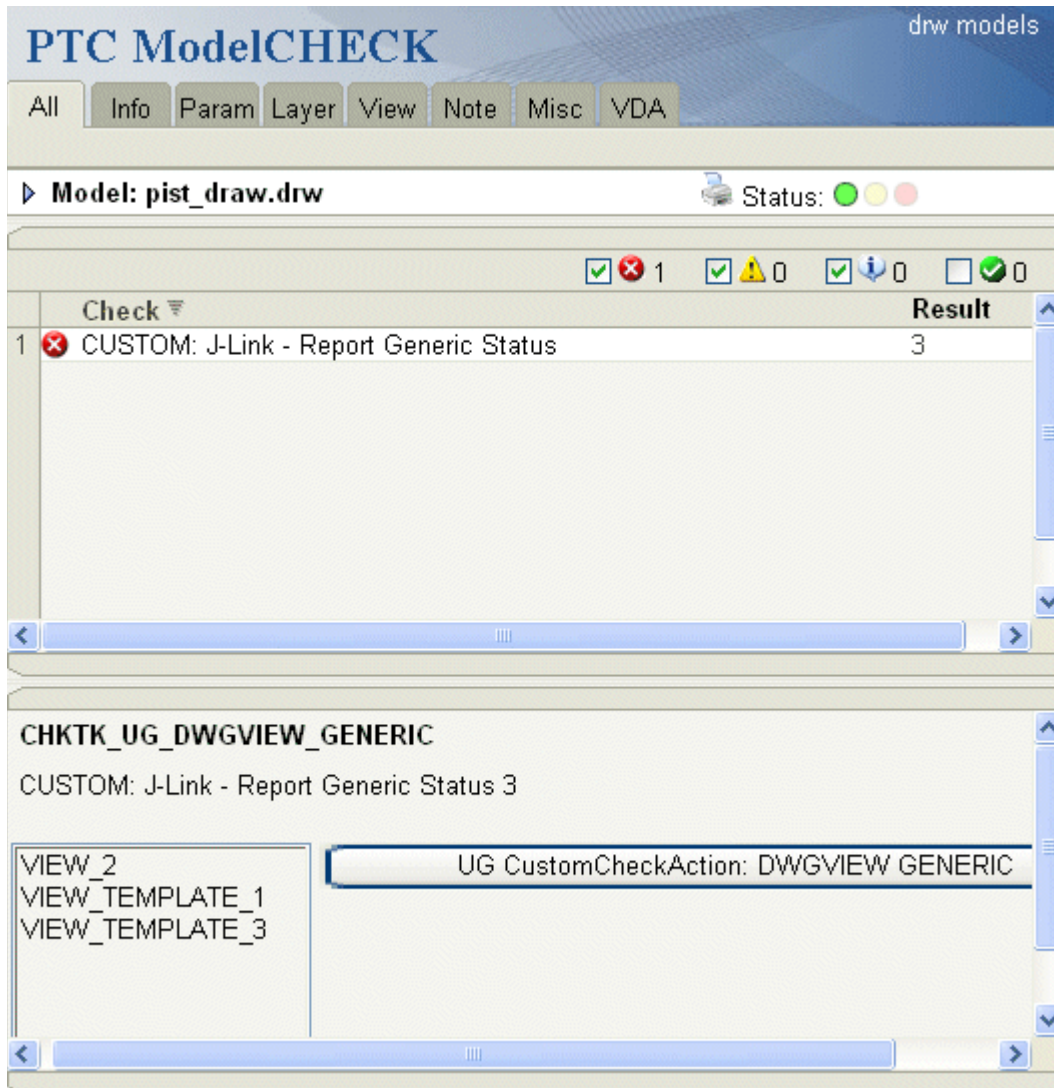 drw models
PTC ModelCHECK
All Info Param Layer View Note Misc VDA
Model: pist_draw.drw Status:
1 0 0 0
Check Result
1 CUSTOM: J-Link - Report Generic Status 3
CHKTK_UG_DWGVIEW_GENERIC
CUSTOM: J-Link - Report Generic Status 3
VIEW_2 UG CustomCheckAction: DWGVIEW GENERIC
VIEW_TEMPLATE_1
VIEW_TEMPLATE_3